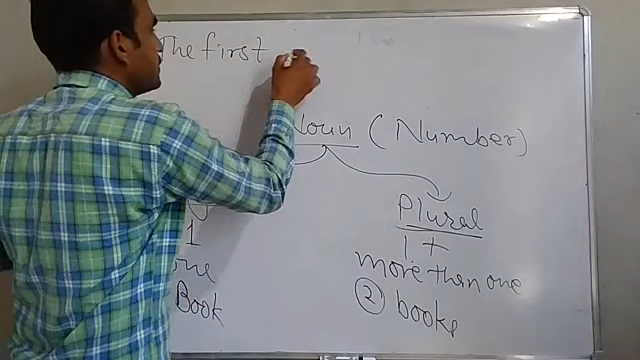 The first
Noun (Number)
Plural
1 1+
one more than one
Book ② books